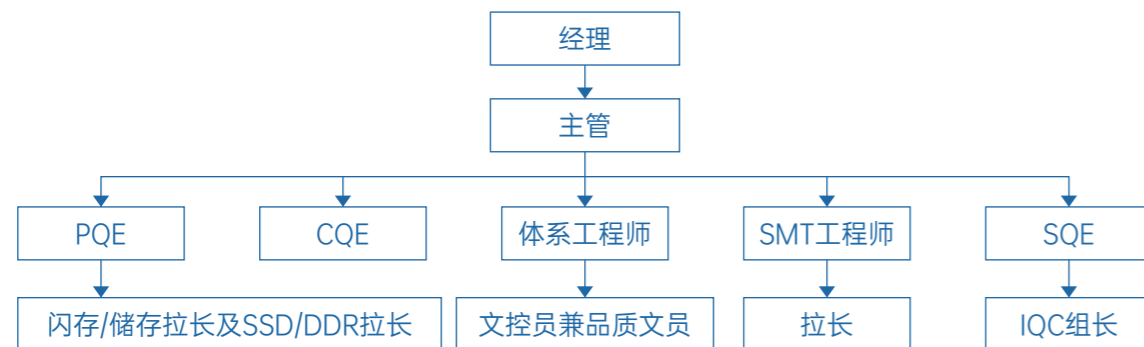 经理
主管
PQE
CQE
体系工程师
SMT工程师
SQE
闪存/储存拉长及SSD/DDR拉长
文控员兼品质文员
拉长
IQC组长